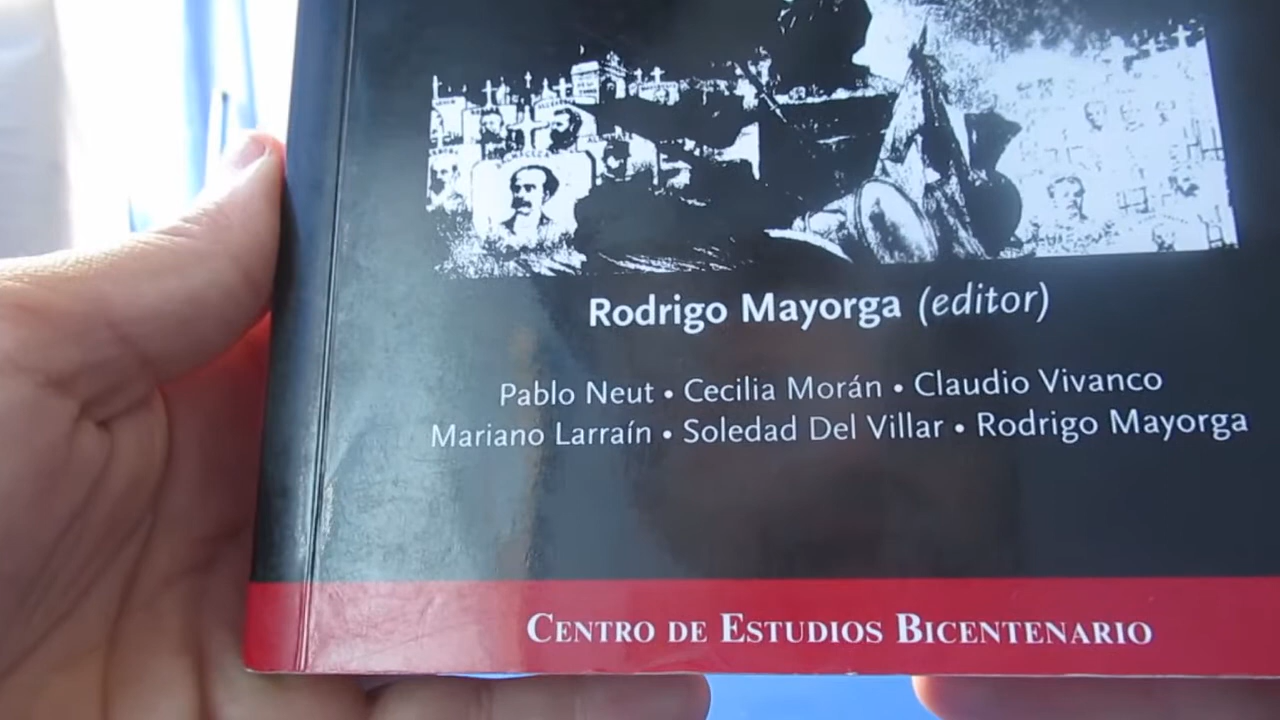 Rodrigo Mayorga (editor)
Pablo Neut • Cecilia Morán • Claudio Vivanco
Mariano Larraín • Soledad Del Villar • Rodrigo Mayorga
CENTRO DE ESTUDIOS BICENTENARIO